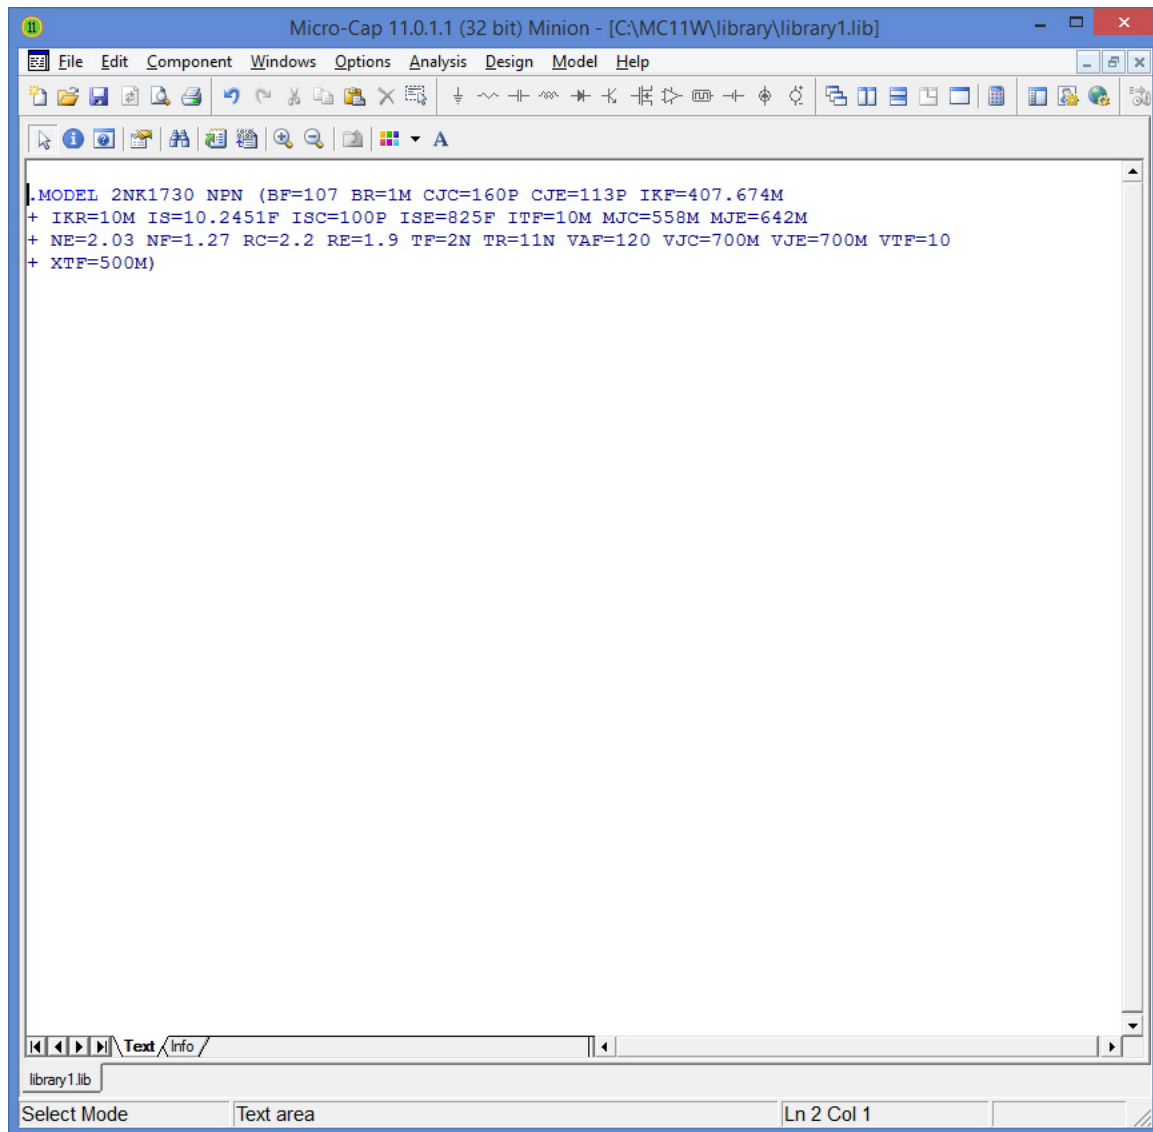 11
Micro-Cap 11.0.1.1 (32 bit) Minion - [C:\MC11W\library\library1.lib]
File Edit Component Windows Options Analysis Design Model Help
A
.MODEL 2NK1730 NPN (BF=107 BR=1M CJC=160P CJE=113P IKF=407.674M
+ IKR=10M IS=10.2451F ISC=100P ISE=825F ITF=10M MJC=558M MJE=642M
+ NE=2.03 NF=1.27 RC=2.2 RE=1.9 TF=2N TR=11N VAF=120 VJC=700M VJE=700M VTF=10
+ XTF=500M)
Text Info
library1.lib
Select Mode Text area Ln 2 Col 1